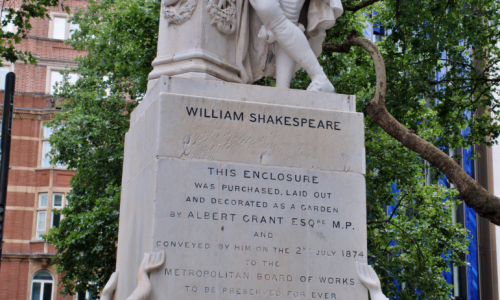 WILLIAM SHAKESPEARE
THIS ENCLOSURE
WAS PURCHASED, LAID OUT
AND DECORATED AS A GARDEN
BY ALBERT GRANT ESQRE M.P.
AND
CONVEYED BY HIM ON THE 2ND JULY 1874
TO THE
METROPOLITAN BOARD OF WORKS
TO BE PRESERVED FOR EVER